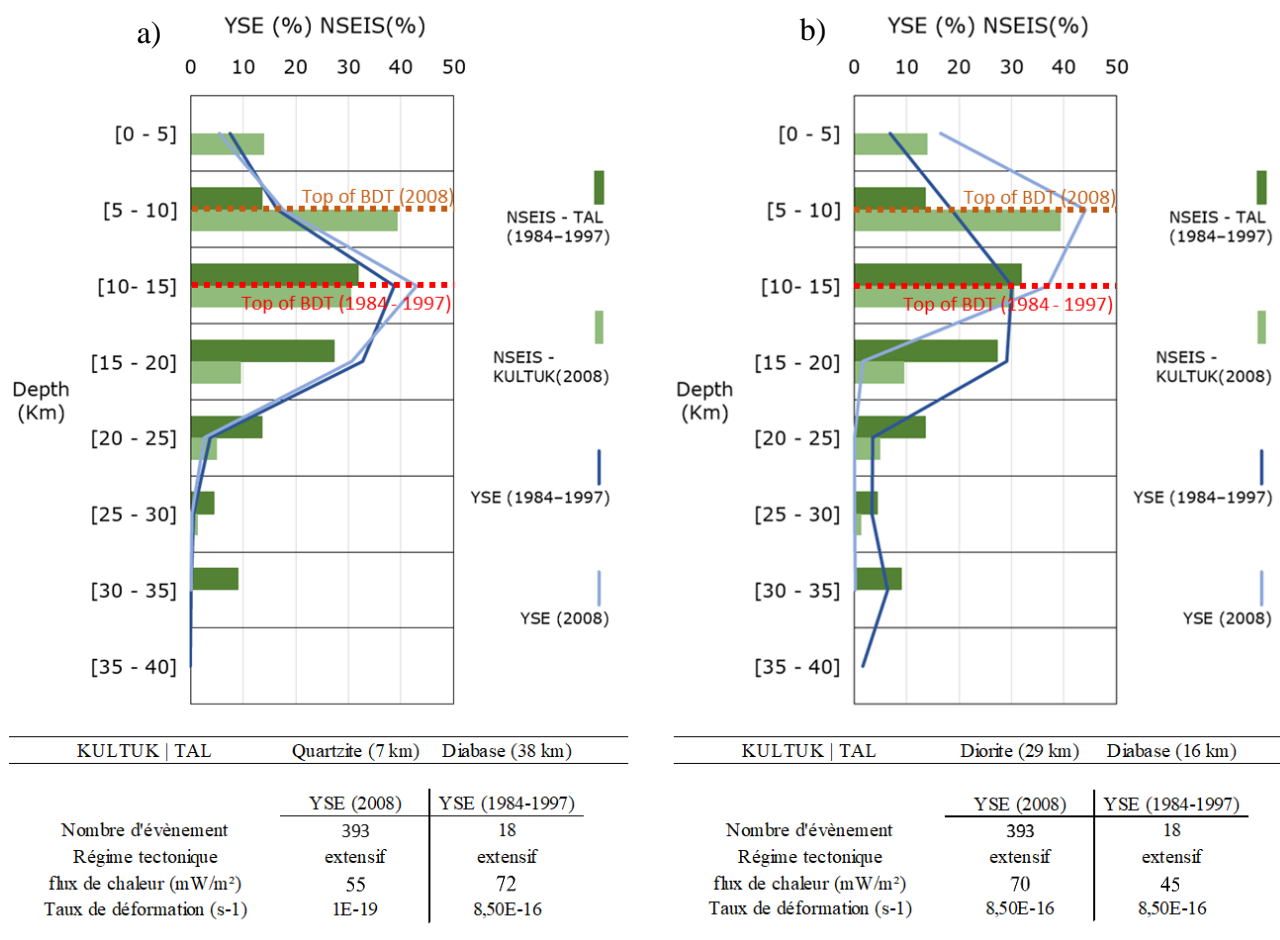 a)
YSE (%) NSEIS(%)
0 10 20 30 40 50
[0 - 5]
Top of BDT (2008)
[5 - 10]
[10- 15]
Top of BDT (1984 - 1997)
[15 - 20]
Depth
(Km)
[20 - 25]
[25 - 30]
[30 - 35]
[35 - 40]
NSEIS - TAL
(1984–1997)
NSEIS -
KULTUK(2008)
YSE (1984–1997)
YSE (2008)
KULTUK | TAL Quartzite (7 km) Diabase (38 km)
YSE (2008) YSE (1984-1997)
Nombre d'évènement 393 18
Régime tectonique extensif extensif
flux de chaleur (mW/m²) 55 72
Taux de déformation (s-1) 1E-19 8,50E-16
b)
YSE (%) NSEIS(%)
0 10 20 30 40 50
[0 - 5]
Top of BDT (2008)
[5 - 10]
[10- 15]
Top of BDT (1984 - 1997)
[15 - 20]
Depth
(Km)
[20 - 25]
[25 - 30]
[30 - 35]
[35 - 40]
NSEIS - TAL
(1984–1997)
NSEIS -
KULTUK(2008)
YSE (1984–1997)
YSE (2008)
KULTUK | TAL Diorite (29 km) Diabase (16 km)
YSE (2008) YSE (1984-1997)
Nombre d'évènement 393 18
Régime tectonique extensif extensif
flux de chaleur (mW/m²) 70 45
Taux de déformation (s-1) 8,50E-16 8,50E-16